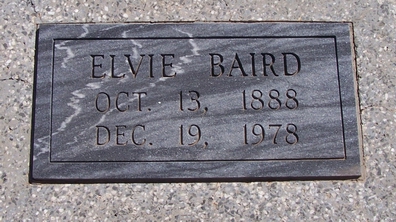 ELVIE BAIRD
OCT. 13, 1888
DEC. 19, 1978